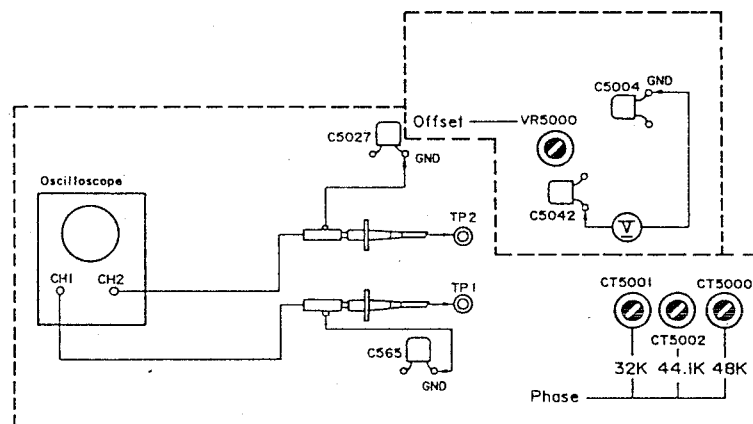 C5004
GND
Offset
VR5000
C5027
GND
Oscilloscope
C5042
V
TP2
CH1
CH2
TP1
CT5001
CT5000
C565
CT5002
32K
44.1K
48K
GND
Phase